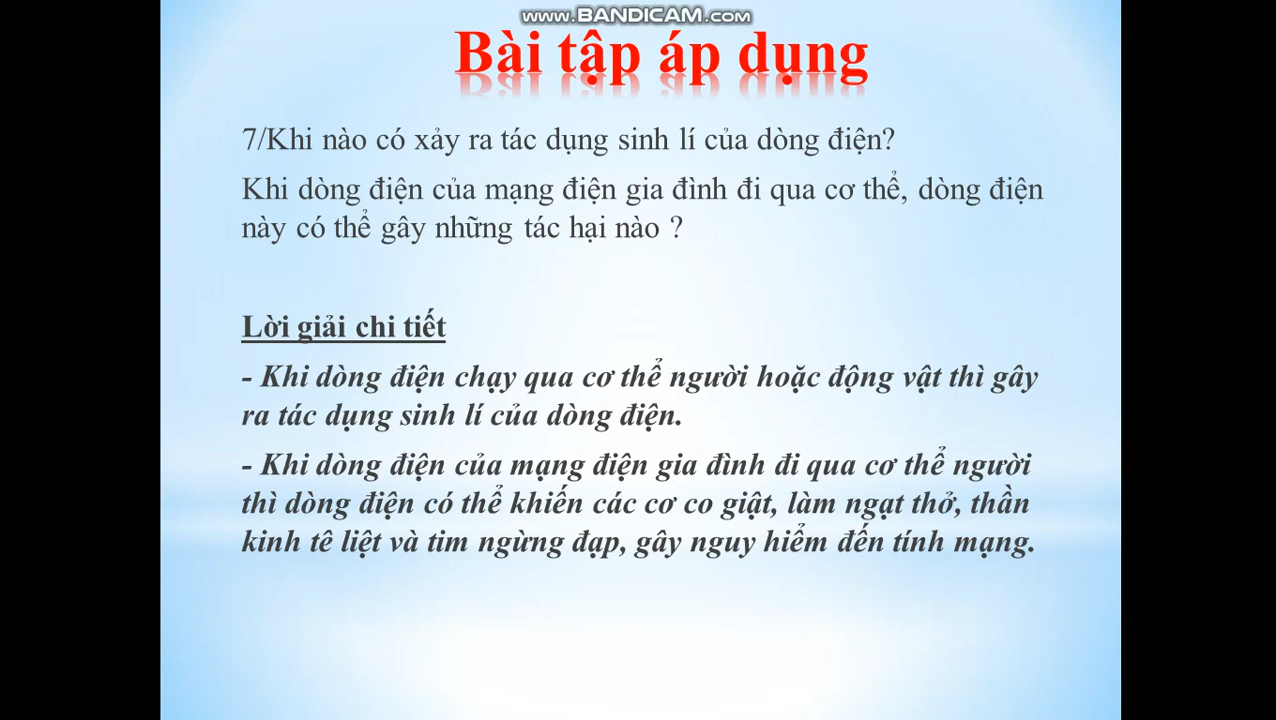 www.BANDICAM.com
Bài tập áp dụng
7/Khi nào có xảy ra tác dụng sinh lí của dòng điện?
Khi dòng điện của mạng điện gia đình đi qua cơ thể, dòng điện
này có thể gây những tác hại nào ?
Lời giải chi tiết
- Khi dòng điện chạy qua cơ thể người hoặc động vật thì gây
ra tác dụng sinh lí của dòng điện.
- Khi dòng điện của mạng điện gia đình đi qua cơ thể người
thì dòng điện có thể khiến các cơ co giật, làm ngạt thở, thần
kinh tê liệt và tim ngừng đạp, gây nguy hiểm đến tính mạng.